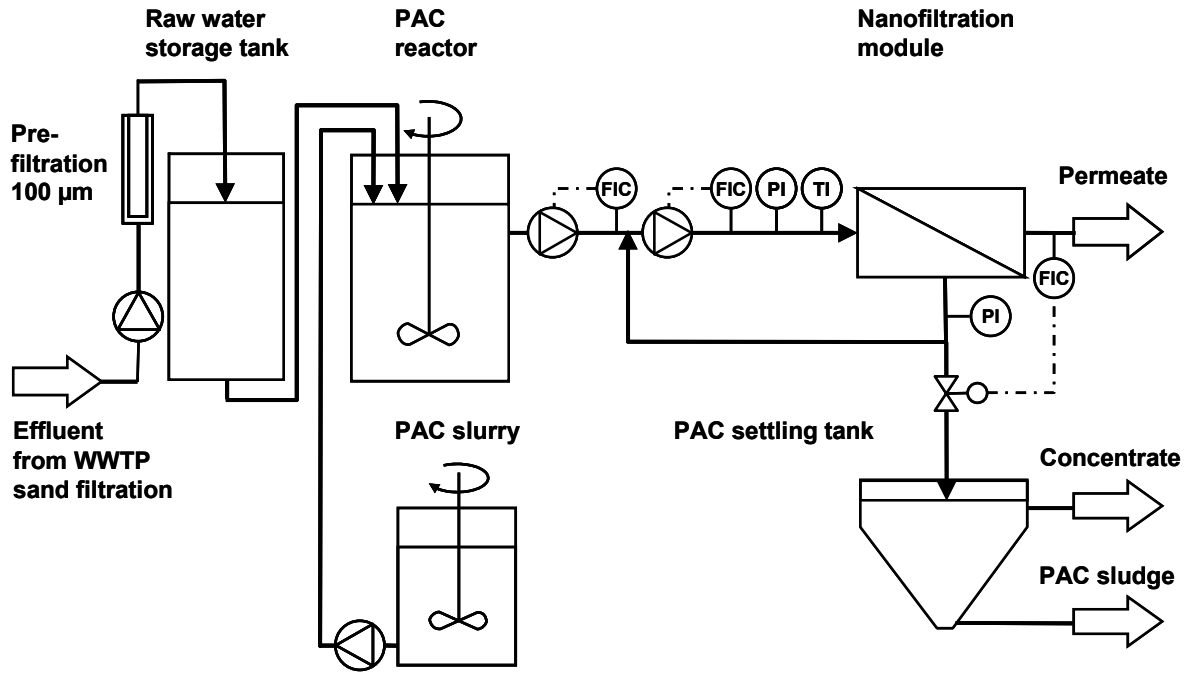 Raw water
storage tank
PAC
reactor
Nanofiltration
module
Pre-
filtration
100 µm
FIC
FIC
PI
TI
Permeate
FIC
PI
Effluent
from WWTP
sand filtration
PAC slurry
PAC settling tank
Concentrate
PAC sludge